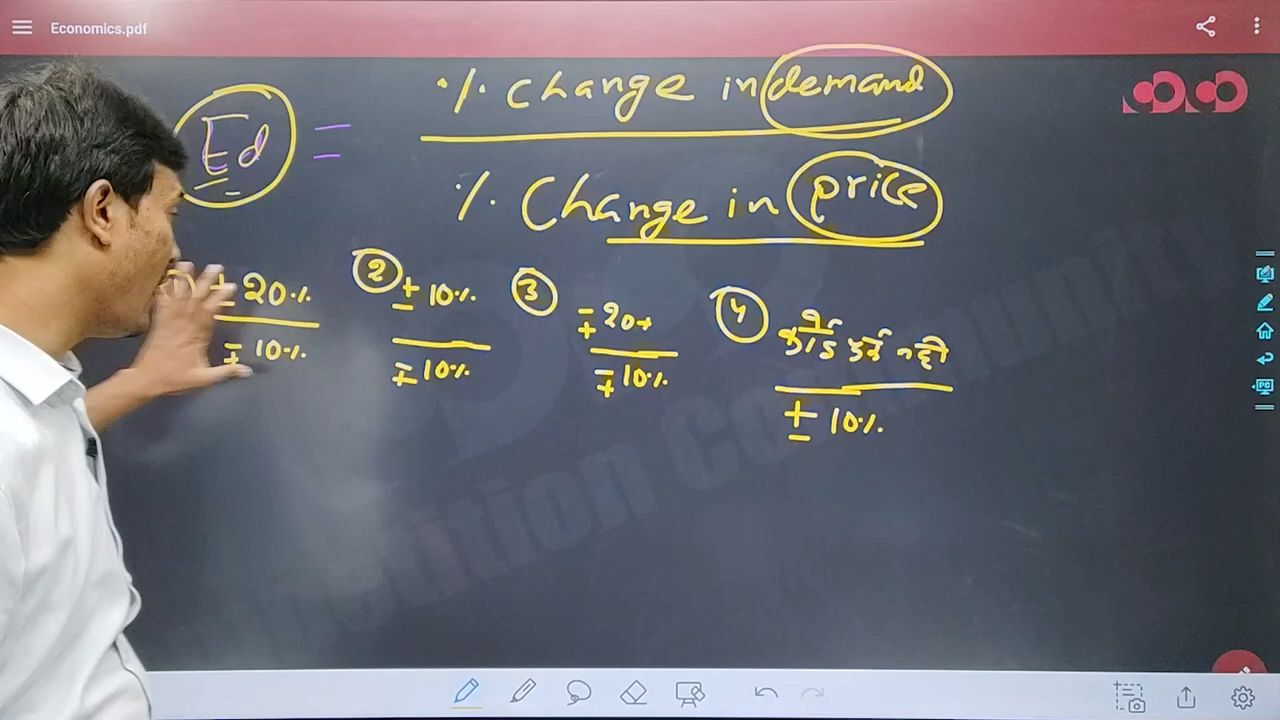 Economics.pdf
Ed = % Change in demand
% Change in price
① ± 20% ② ± 10% ③ ∓ 20% ④ कोई फर्क नहीं
∓ 10% ∓ 10% ∓ 10% ± 10%